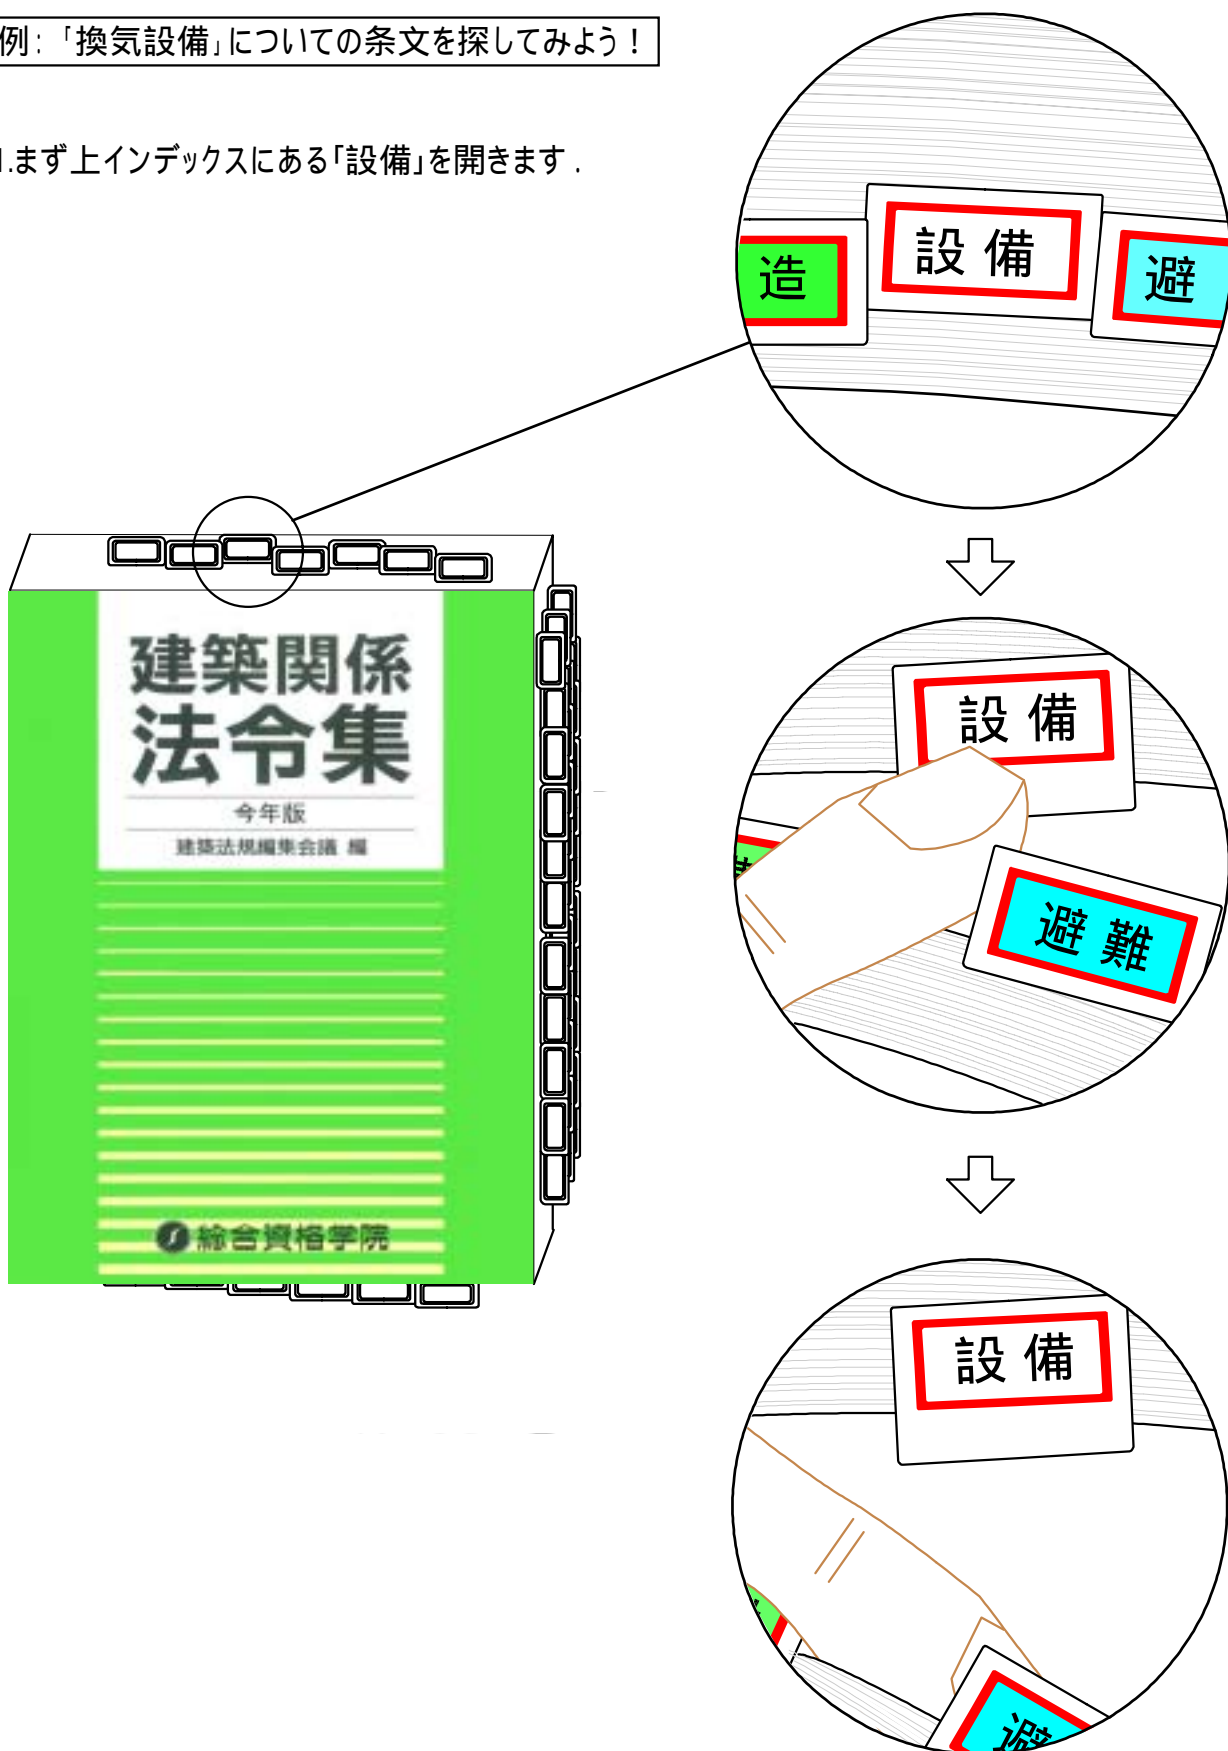 例：「換気設備」についての条文を探してみよう！
1.まず上インデックスにある「設備」を開きます．
造
設備
避
建築関係
法令集
今年版
建築法規編集会議 編
総合資格学院
設備
避難
設備
避